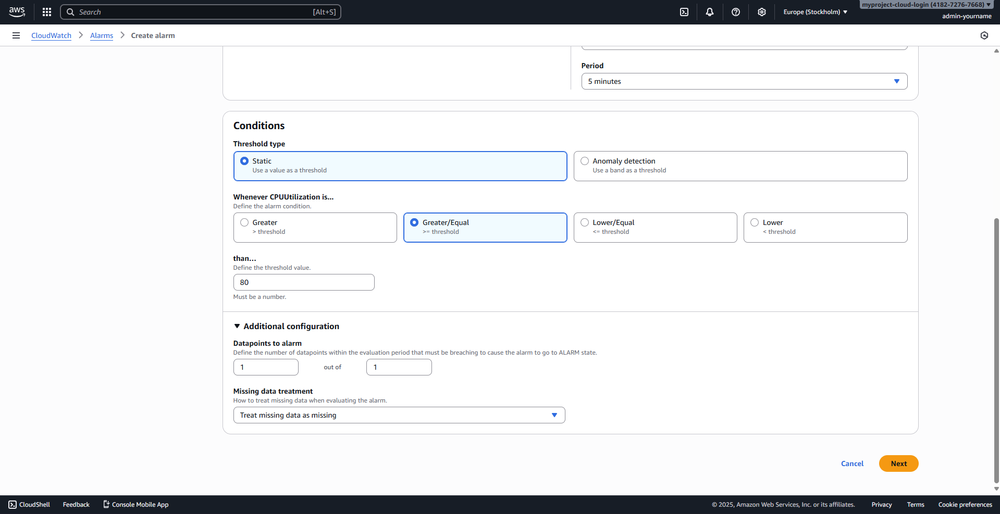 aws
Search
[Alt+S]
Europe (Stockholm)
myproject-cloud-login (4182-7276-7668)
admin-yourname
CloudWatch
Alarms
Create alarm
Period
5 minutes
Conditions
Threshold type
Static
Use a value as a threshold
Anomaly detection
Use a band as a threshold
Whenever CPUUtilization is...
Define the alarm condition.
Greater
> threshold
Greater/Equal
>= threshold
Lower/Equal
<= threshold
Lower
< threshold
than...
Define the threshold value.
80
Must be a number.
Additional configuration
Datapoints to alarm
Define the number of datapoints within the evaluation period that must be breaching to cause the alarm to go to ALARM state.
1
out of
1
Missing data treatment
How to treat missing data when evaluating the alarm.
Treat missing data as missing
Cancel
Next
CloudShell
Feedback
Console Mobile App
© 2025, Amazon Web Services, Inc. or its affiliates.
Privacy
Terms
Cookie preferences